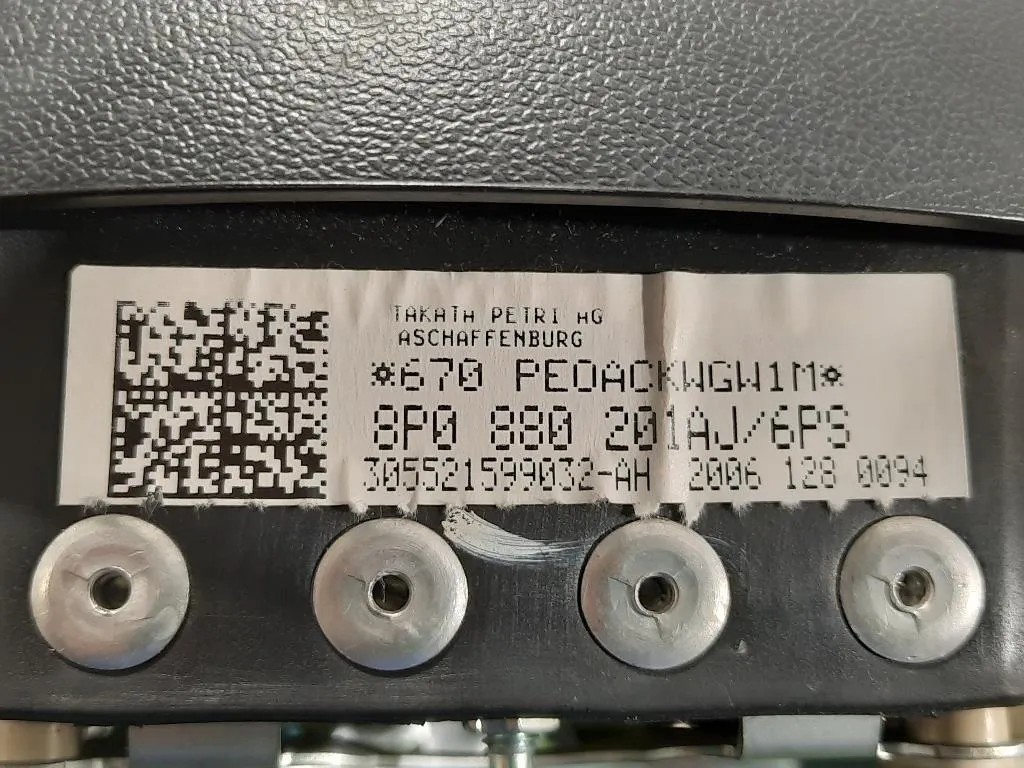 TAKATA PETRI AG
ASCHAFFENBURG
*670 PEOACKWGW1M*
8P0 880 201AJ/6PS
305521599032-AH 2006 128 0094